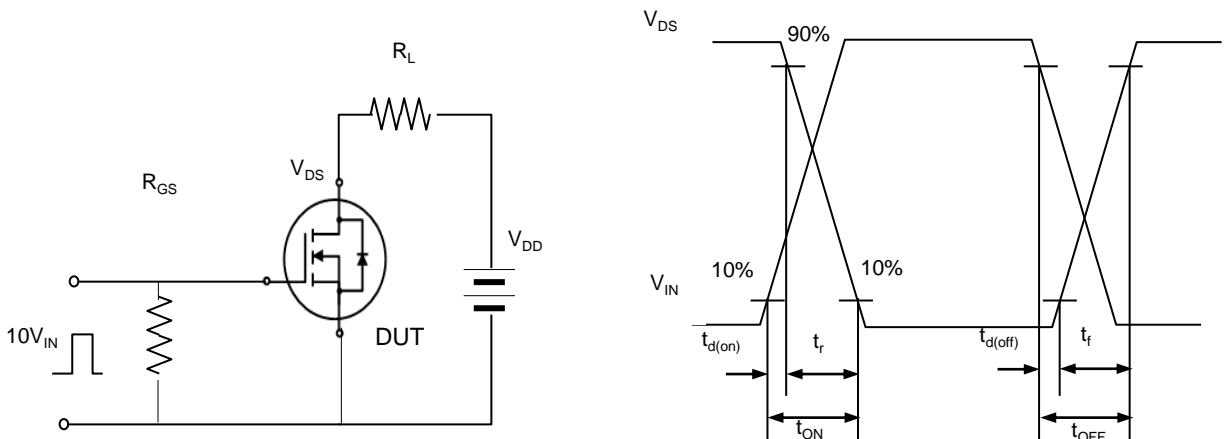 R_L
V_DS
R_GS
V_DD
10V_IN
DUT
V_DS
90%
10%
10%
V_IN
t_d(on)
t_r
t_d(off)
t_f
t_ON
t_OFF